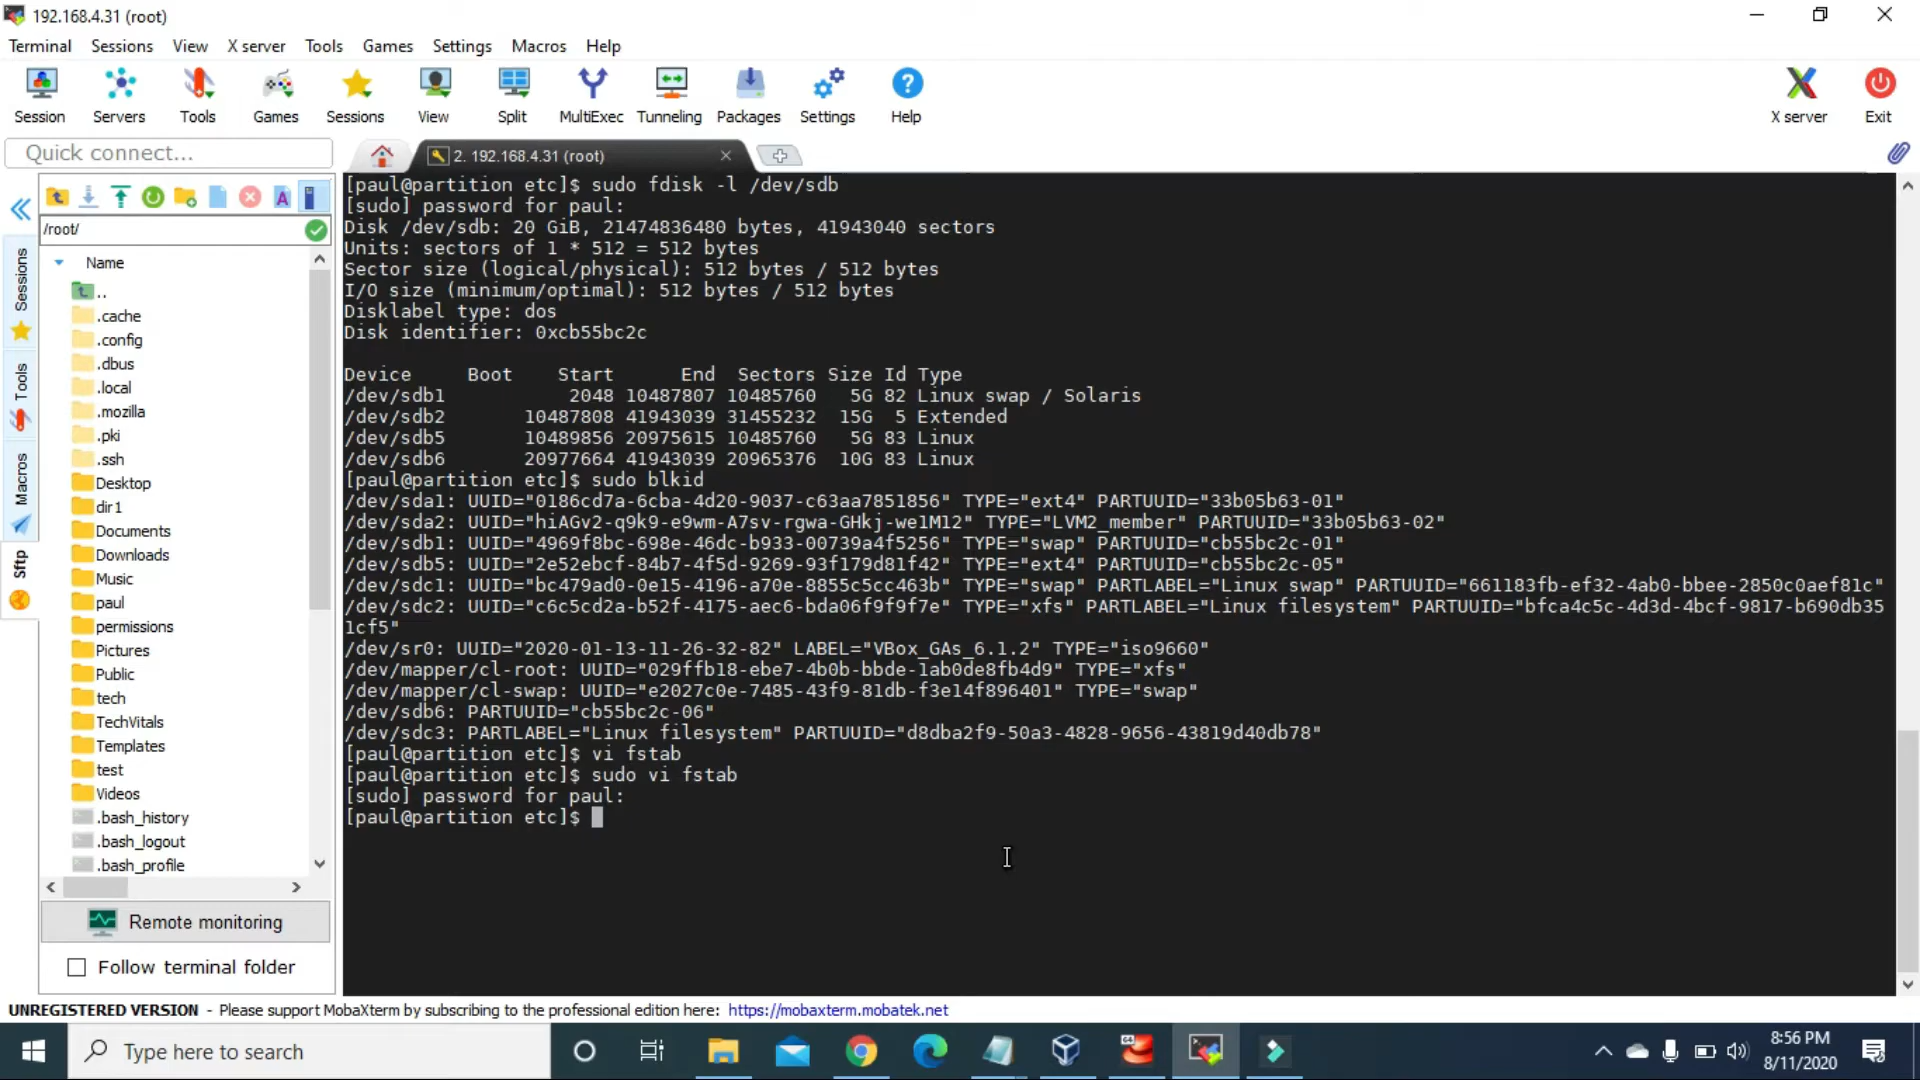 192.168.4.31 (root)
Terminal Sessions View X server Tools Games Settings Macros Help
Session Servers Tools Games Sessions View Split MultiExec Tunneling Packages Settings Help X server Exit
Quick connect...
2. 192.168.4.31 (root)
/root/
Name
..
.cache
.config
.dbus
.local
.mozilla
.pki
.ssh
Desktop
dir1
Documents
Downloads
Music
paul
permissions
Pictures
Public
tech
TechVitals
Templates
test
Videos
.bash_history
.bash_logout
.bash_profile
Sessions
Tools
Macros
Sftp
Remote monitoring
Follow terminal folder
[paul@partition etc]$ sudo fdisk -l /dev/sdb
[sudo] password for paul:
Disk /dev/sdb: 20 GiB, 21474836480 bytes, 41943040 sectors
Units: sectors of 1 * 512 = 512 bytes
Sector size (logical/physical): 512 bytes / 512 bytes
I/O size (minimum/optimal): 512 bytes / 512 bytes
Disklabel type: dos
Disk identifier: 0xcb55bc2c
Device Boot Start End Sectors Size Id Type
/dev/sdb1 2048 10487807 10485760 5G 82 Linux swap / Solaris
/dev/sdb2 10487808 41943039 31455232 15G 5 Extended
/dev/sdb5 10489856 20975615 10485760 5G 83 Linux
/dev/sdb6 20977664 41943039 20965376 10G 83 Linux
[paul@partition etc]$ sudo blkid
/dev/sda1: UUID="0186cd7a-6cba-4d20-9037-c63aa7851856" TYPE="ext4" PARTUUID="33b05b63-01"
/dev/sda2: UUID="hiAGv2-q9k9-e9wm-A7sv-rgwa-GHkj-we1Ml2" TYPE="LVM2_member" PARTUUID="33b05b63-02"
/dev/sdb1: UUID="4969f8bc-698e-46dc-b933-00739a4f5256" TYPE="swap" PARTUUID="cb55bc2c-01"
/dev/sdb5: UUID="2e52ebcf-84b7-4f5d-9269-93f179d81f42" TYPE="ext4" PARTUUID="cb55bc2c-05"
/dev/sdc1: UUID="bc479ad0-0e15-4196-a70e-8855c5cc463b" TYPE="swap" PARTLABEL="Linux swap" PARTUUID="661183fb-ef32-4ab0-bbee-2850c0aef81c"
/dev/sdc2: UUID="c6c5cd2a-b52f-4175-aec6-bda06f9f9f7e" TYPE="xfs" PARTLABEL="Linux filesystem" PARTUUID="bfca4c5c-4d3d-4bcf-9817-b690db35
1cf5"
/dev/sr0: UUID="2020-01-13-11-26-32-82" LABEL="VBox_GAs_6.1.2" TYPE="iso9660"
/dev/mapper/cl-root: UUID="029ffb18-ebe7-4b0b-bbde-1ab0de8fb4d9" TYPE="xfs"
/dev/mapper/cl-swap: UUID="e2027c0e-7485-43f9-81db-f3e14f896401" TYPE="swap"
/dev/sdb6: PARTUUID="cb55bc2c-06"
/dev/sdc3: PARTLABEL="Linux filesystem" PARTUUID="d8dba2f9-50a3-4828-9656-43819d40db78"
[paul@partition etc]$ vi fstab
[paul@partition etc]$ sudo vi fstab
[sudo] password for paul:
[paul@partition etc]$
UNREGISTERED VERSION - Please support MobaXterm by subscribing to the professional edition here: https://mobaxterm.mobatek.net
Type here to search
8:56 PM
8/11/2020